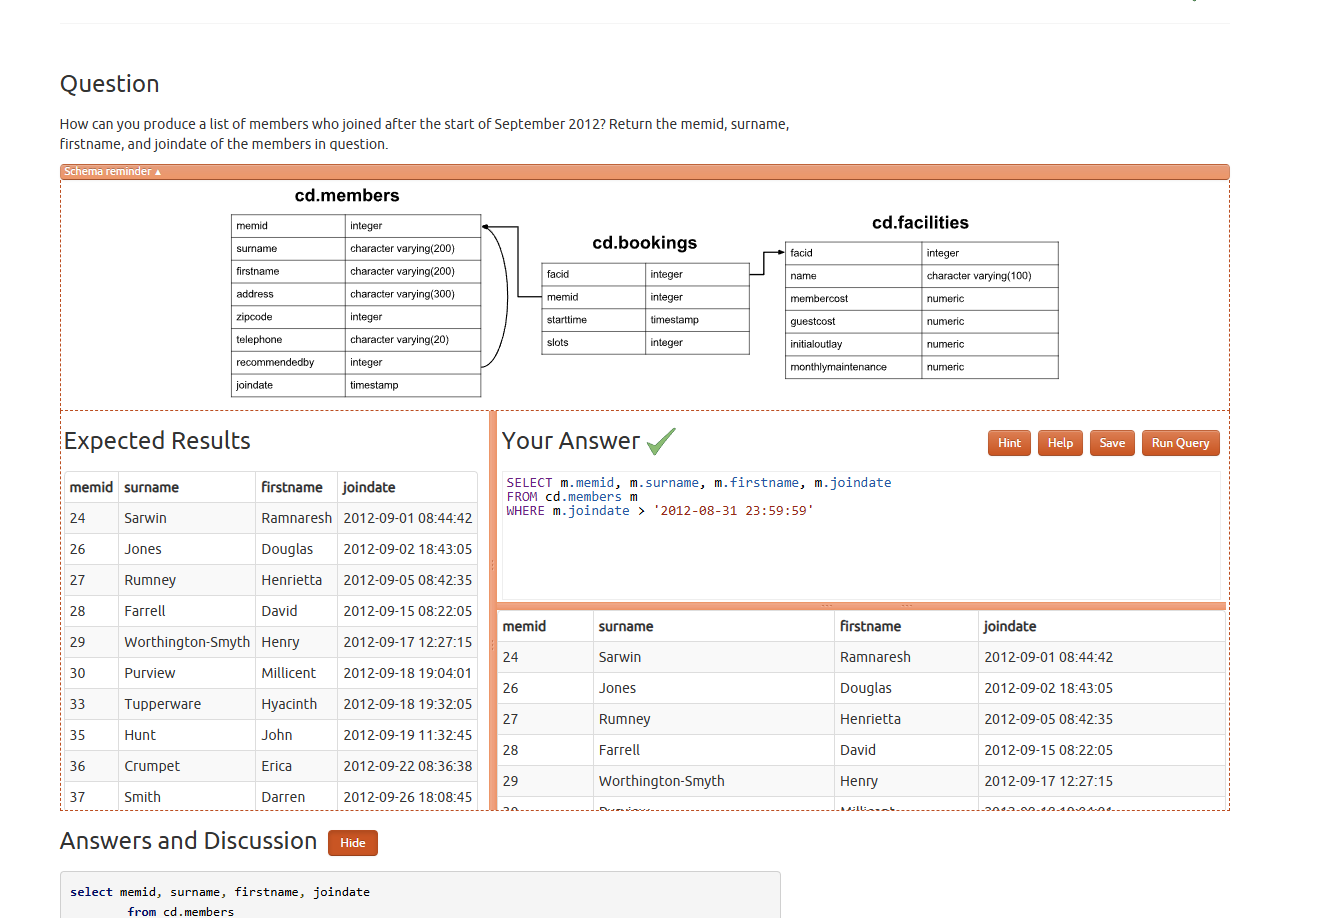 Question
How can you produce a list of members who joined after the start of September 2012? Return the memid, surname,
firstname, and joindate of the members in question.
Schema reminder ▴
cd.members
memid integer
surname character varying(200)
firstname character varying(200)
address character varying(300)
zipcode integer
telephone character varying(20)
recommendedby integer
joindate timestamp
cd.bookings
facid integer
memid integer
starttime timestamp
slots integer
cd.facilities
facid integer
name character varying(100)
membercost numeric
guestcost numeric
initialoutlay numeric
monthlymaintenance numeric
Expected Results
memid surname firstname joindate
24 Sarwin Ramnaresh 2012-09-01 08:44:42
26 Jones Douglas 2012-09-02 18:43:05
27 Rumney Henrietta 2012-09-05 08:42:35
28 Farrell David 2012-09-15 08:22:05
29 Worthington-Smyth Henry 2012-09-17 12:27:15
30 Purview Millicent 2012-09-18 19:04:01
33 Tupperware Hyacinth 2012-09-18 19:32:05
35 Hunt John 2012-09-19 11:32:45
36 Crumpet Erica 2012-09-22 08:36:38
37 Smith Darren 2012-09-26 18:08:45
Your Answer
Hint Help Save Run Query
SELECT m.memid, m.surname, m.firstname, m.joindate
FROM cd.members m
WHERE m.joindate > '2012-08-31 23:59:59'
memid surname firstname joindate
24 Sarwin Ramnaresh 2012-09-01 08:44:42
26 Jones Douglas 2012-09-02 18:43:05
27 Rumney Henrietta 2012-09-05 08:42:35
28 Farrell David 2012-09-15 08:22:05
29 Worthington-Smyth Henry 2012-09-17 12:27:15
30 Purview Millicent 2012-09-18 19:04:01
Answers and Discussion Hide
select memid, surname, firstname, joindate
from cd.members